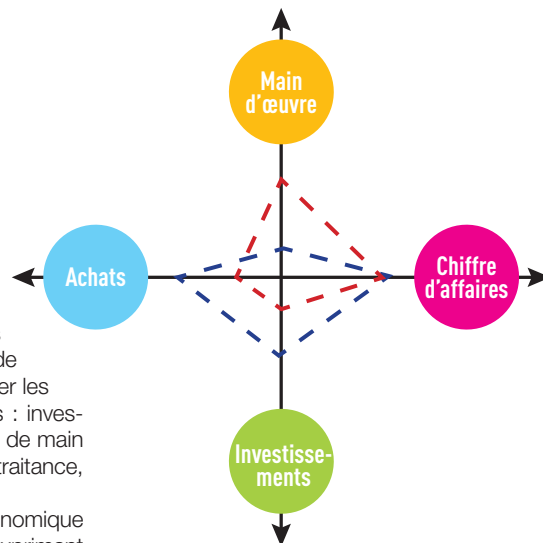 Main
d'œuvre
Achats
Chiffre
d'affaires
de
er les
s : inves-
de main
traitance,
Investisse-
ments
nomique